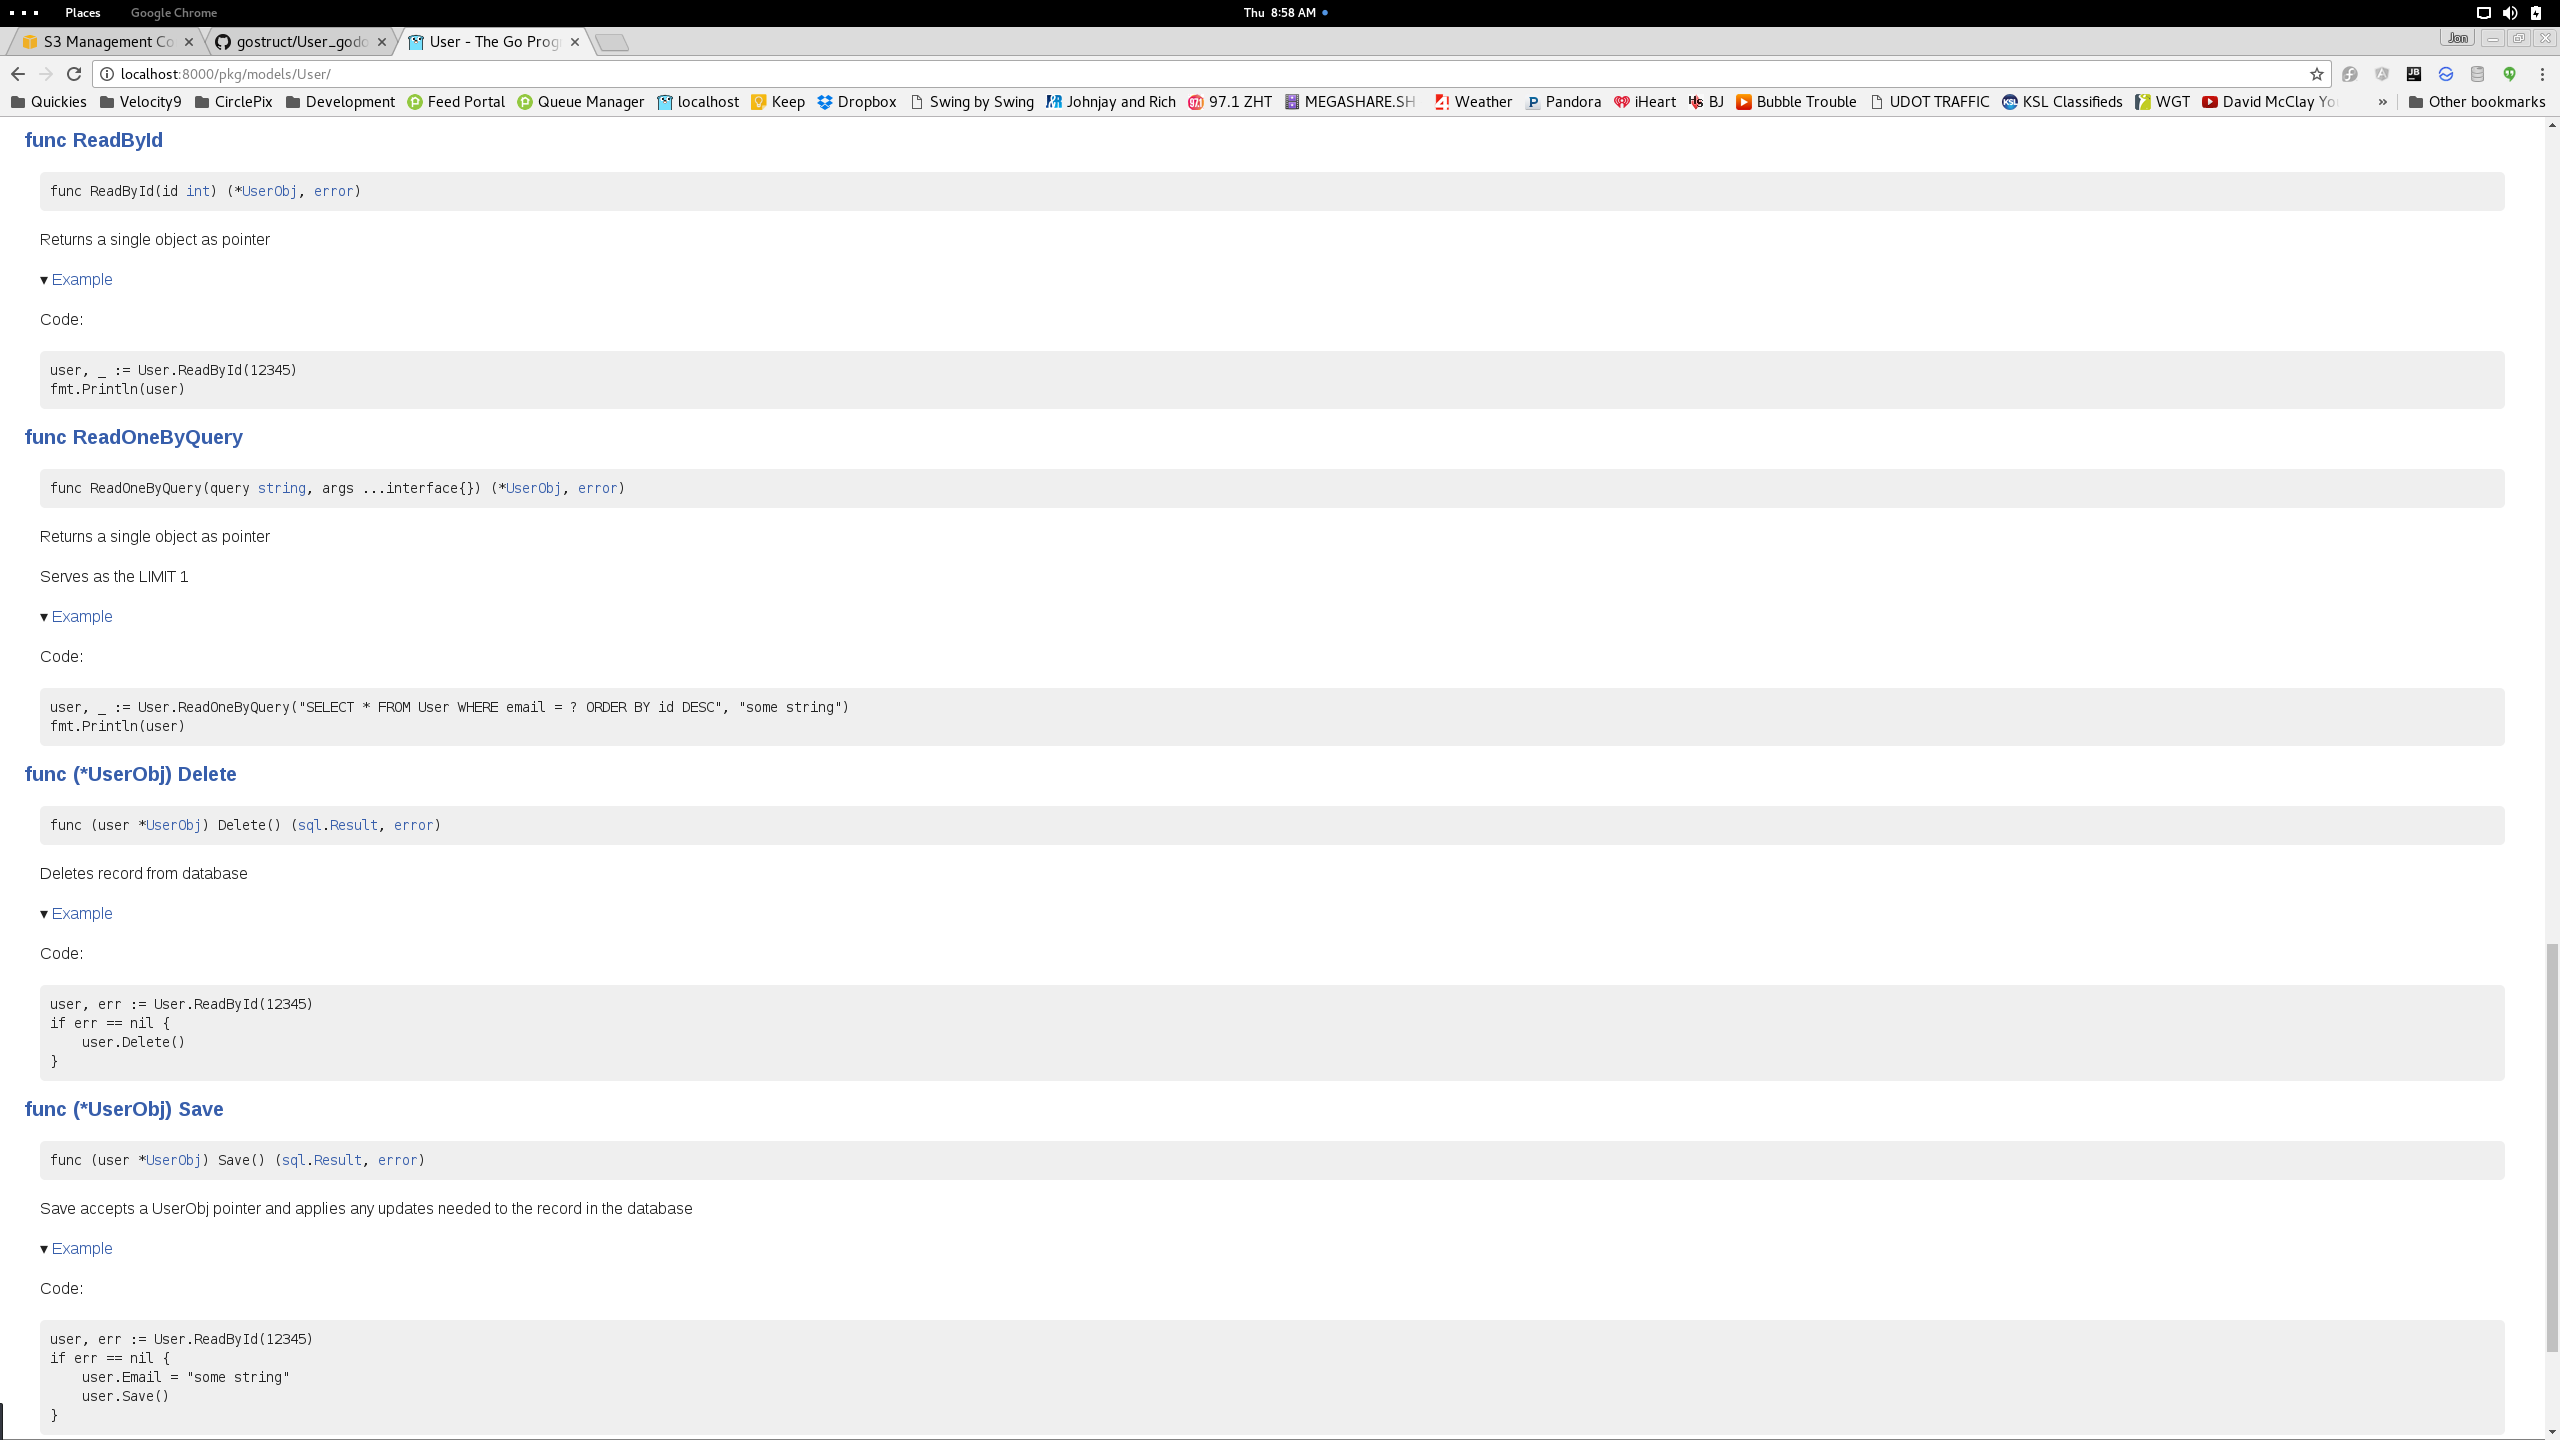 Places
Google Chrome
Thu 8:58 AM
S3 Management Co
gostruct/User_godo
User - The Go Prog
Jon
localhost:8000/pkg/models/User/
Quickies
Velocity9
CirclePix
Development
Feed Portal
Queue Manager
localhost
Keep
Dropbox
Swing by Swing
Johnjay and Rich
97.1 ZHT
MEGASHARE.SH
Weather
Pandora
iHeart
BJ
Bubble Trouble
UDOT TRAFFIC
KSL Classifieds
WGT
David McClay Yo
»
Other bookmarks
func ReadById
func ReadById(id int) (*UserObj, error)
Returns a single object as pointer
▾ Example
Code:
user, _ := User.ReadById(12345)
fmt.Println(user)
func ReadOneByQuery
func ReadOneByQuery(query string, args ...interface{}) (*UserObj, error)
Returns a single object as pointer
Serves as the LIMIT 1
▾ Example
Code:
user, _ := User.ReadOneByQuery("SELECT * FROM User WHERE email = ? ORDER BY id DESC", "some string")
fmt.Println(user)
func (*UserObj) Delete
func (user *UserObj) Delete() (sql.Result, error)
Deletes record from database
▾ Example
Code:
user, err := User.ReadById(12345)
if err == nil {
    user.Delete()
}
func (*UserObj) Save
func (user *UserObj) Save() (sql.Result, error)
Save accepts a UserObj pointer and applies any updates needed to the record in the database
▾ Example
Code:
user, err := User.ReadById(12345)
if err == nil {
    user.Email = "some string"
    user.Save()
}